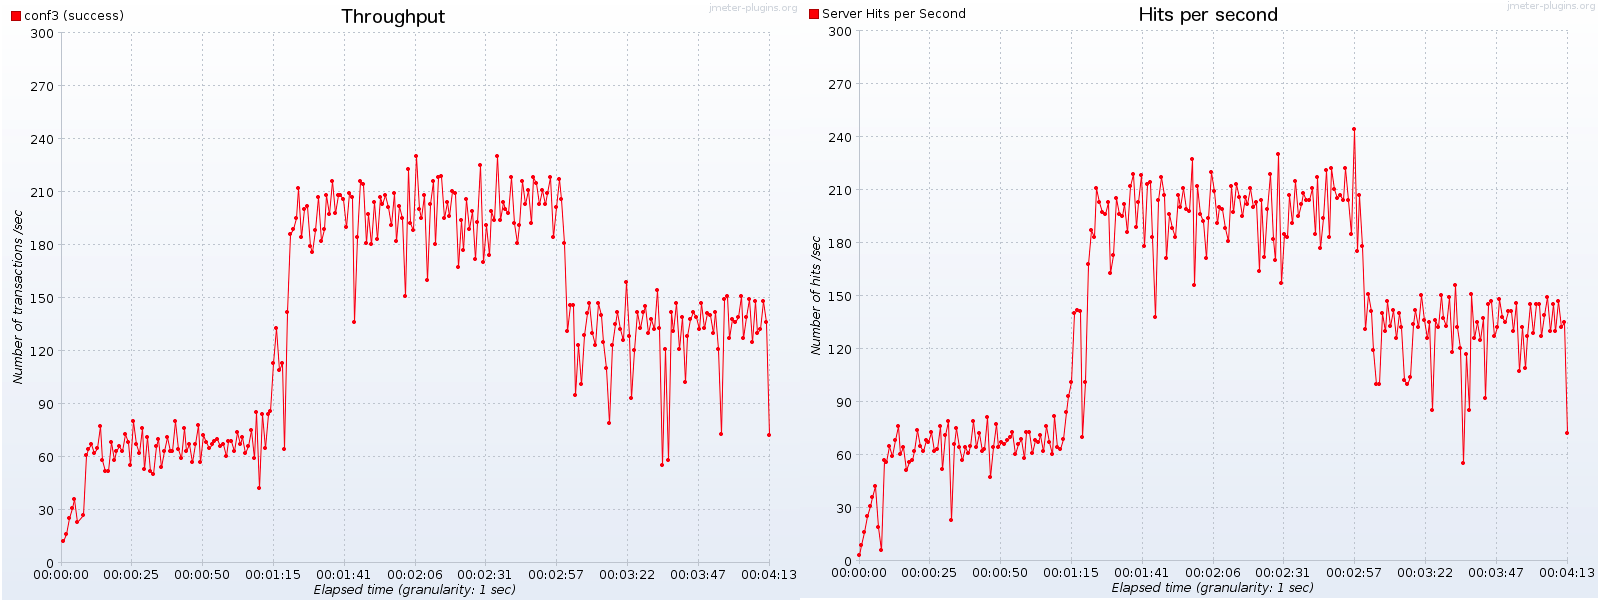 conf3 (success)
Throughput
jmeter-plugins.org
300
270
240
210
180
150
120
90
60
30
0
Number of transactions /sec
00:00:00 00:00:25 00:00:50 00:01:15 00:01:41 00:02:06 00:02:31 00:02:57 00:03:22 00:03:47 00:04:13
Elapsed time (granularity: 1 sec)
Server Hits per Second
Hits per second
jmeter-plugins.org
300
270
240
210
180
150
120
90
60
30
0
Number of hits /sec
00:00:00 00:00:25 00:00:50 00:01:15 00:01:41 00:02:06 00:02:31 00:02:57 00:03:22 00:03:47 00:04:13
Elapsed time (granularity: 1 sec)